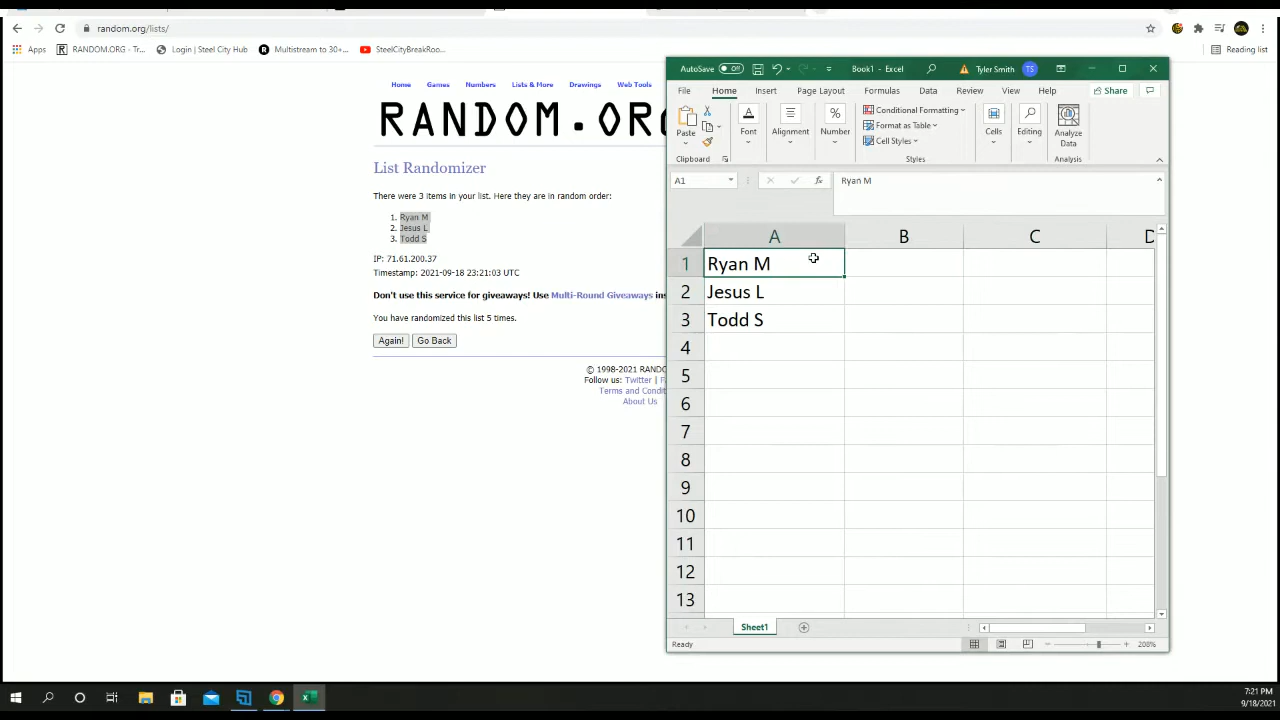 random.org/lists/
Reading list
Apps
RANDOM.ORG - Tr...
Login | Steel City Hub
Multistream to 30+...
SteelCityBreakRoo...
Home
Games
Numbers
Lists & More
Drawings
Web Tools
RANDOM.ORG
List Randomizer
There were 3 items in your list. Here they are in random order:
1. Ryan M
2. Jesus L
3. Todd S
IP: 71.61.200.37
Timestamp: 2021-09-18 23:21:03 UTC
Don't use this service for giveaways! Use Multi-Round Giveaways ins
You have randomized this list 5 times.
Again!
Go Back
© 1998-2021 RANDO
Follow us: Twitter | F
Terms and Condit
About Us
AutoSave
Off
Book1 - Excel
Tyler Smith
TS
File
Home
Insert
Page Layout
Formulas
Data
Review
View
Help
Share
Paste
Clipboard
Font
Alignment
Number
Conditional Formatting
Format as Table
Cell Styles
Styles
Cells
Editing
Analyze
Data
Analysis
A1
fx
Ryan M
A
B
C
D
1 Ryan M
2 Jesus L
3 Todd S
4
5
6
7
8
9
10
11
12
13
Sheet1
Ready
208%
7:21 PM
9/18/2021